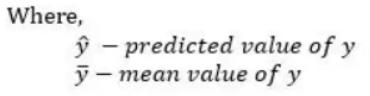 Where,
ŷ – predicted value of y
ȳ – mean value of y